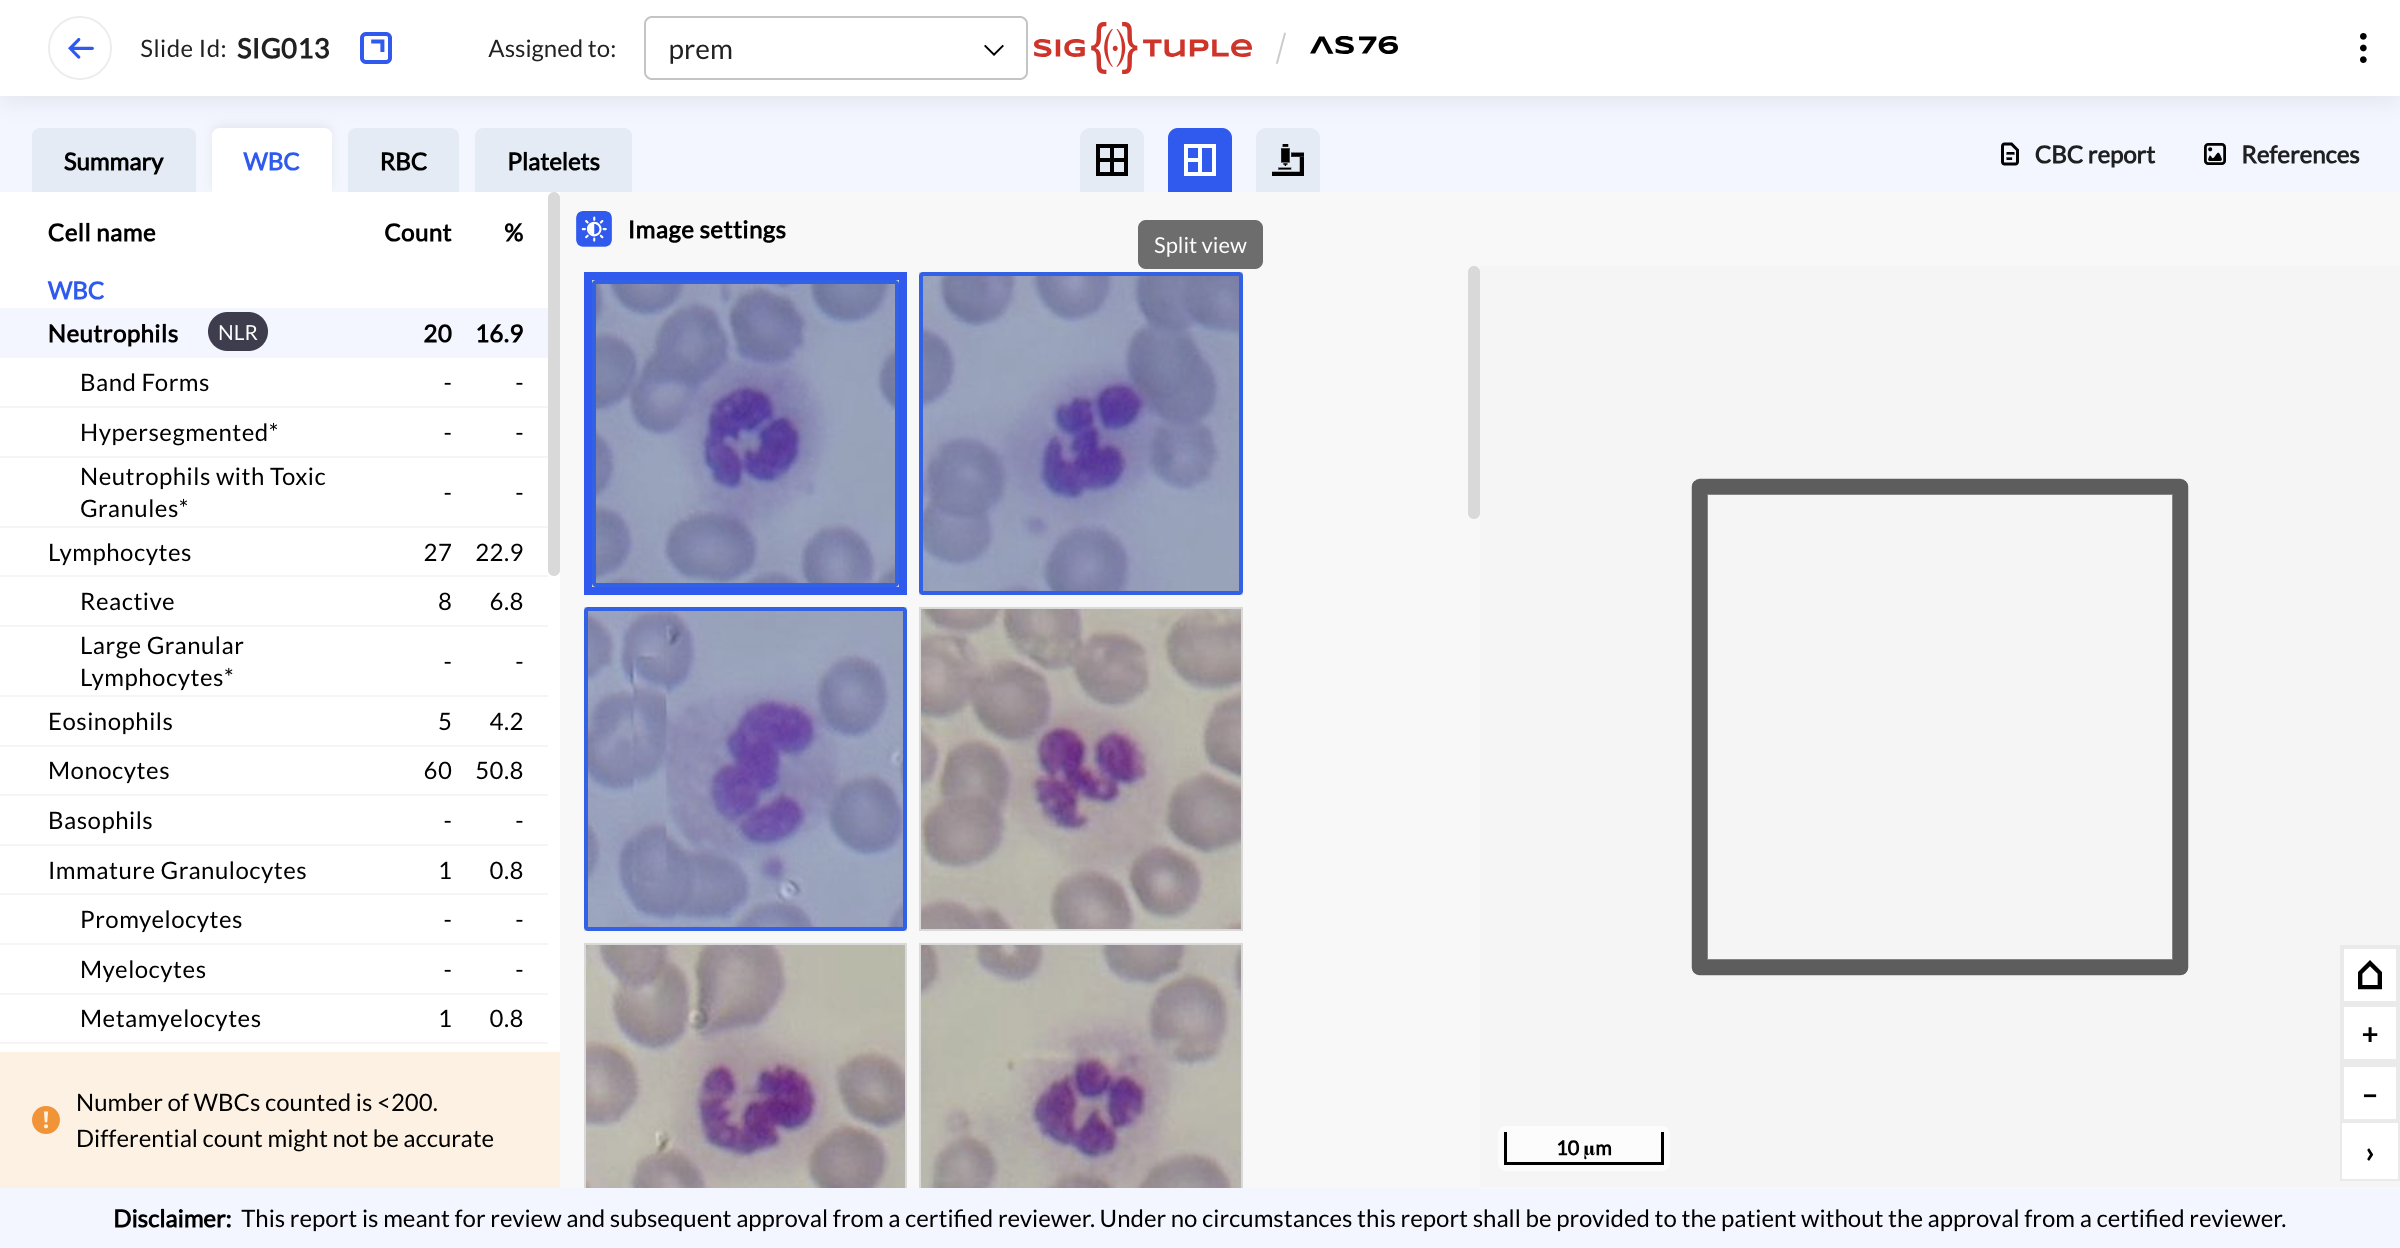 Slide Id: SIG013
Assigned to: prem
SIG TUPLE / AS76
Summary WBC RBC Platelets
CBC report References
Cell name Count %
Image settings
Split view
WBC
Neutrophils NLR 20 16.9
Band Forms - -
Hypersegmented* - -
Neutrophils with Toxic
Granules* - -
Lymphocytes 27 22.9
Reactive 8 6.8
Large Granular
Lymphocytes* - -
Eosinophils 5 4.2
Monocytes 60 50.8
Basophils - -
Immature Granulocytes 1 0.8
Promyelocytes - -
Myelocytes - -
Metamyelocytes 1 0.8
Number of WBCs counted is <200.
Differential count might not be accurate
10 μm
Disclaimer: This report is meant for review and subsequent approval from a certified reviewer. Under no circumstances this report shall be provided to the patient without the approval from a certified reviewer.